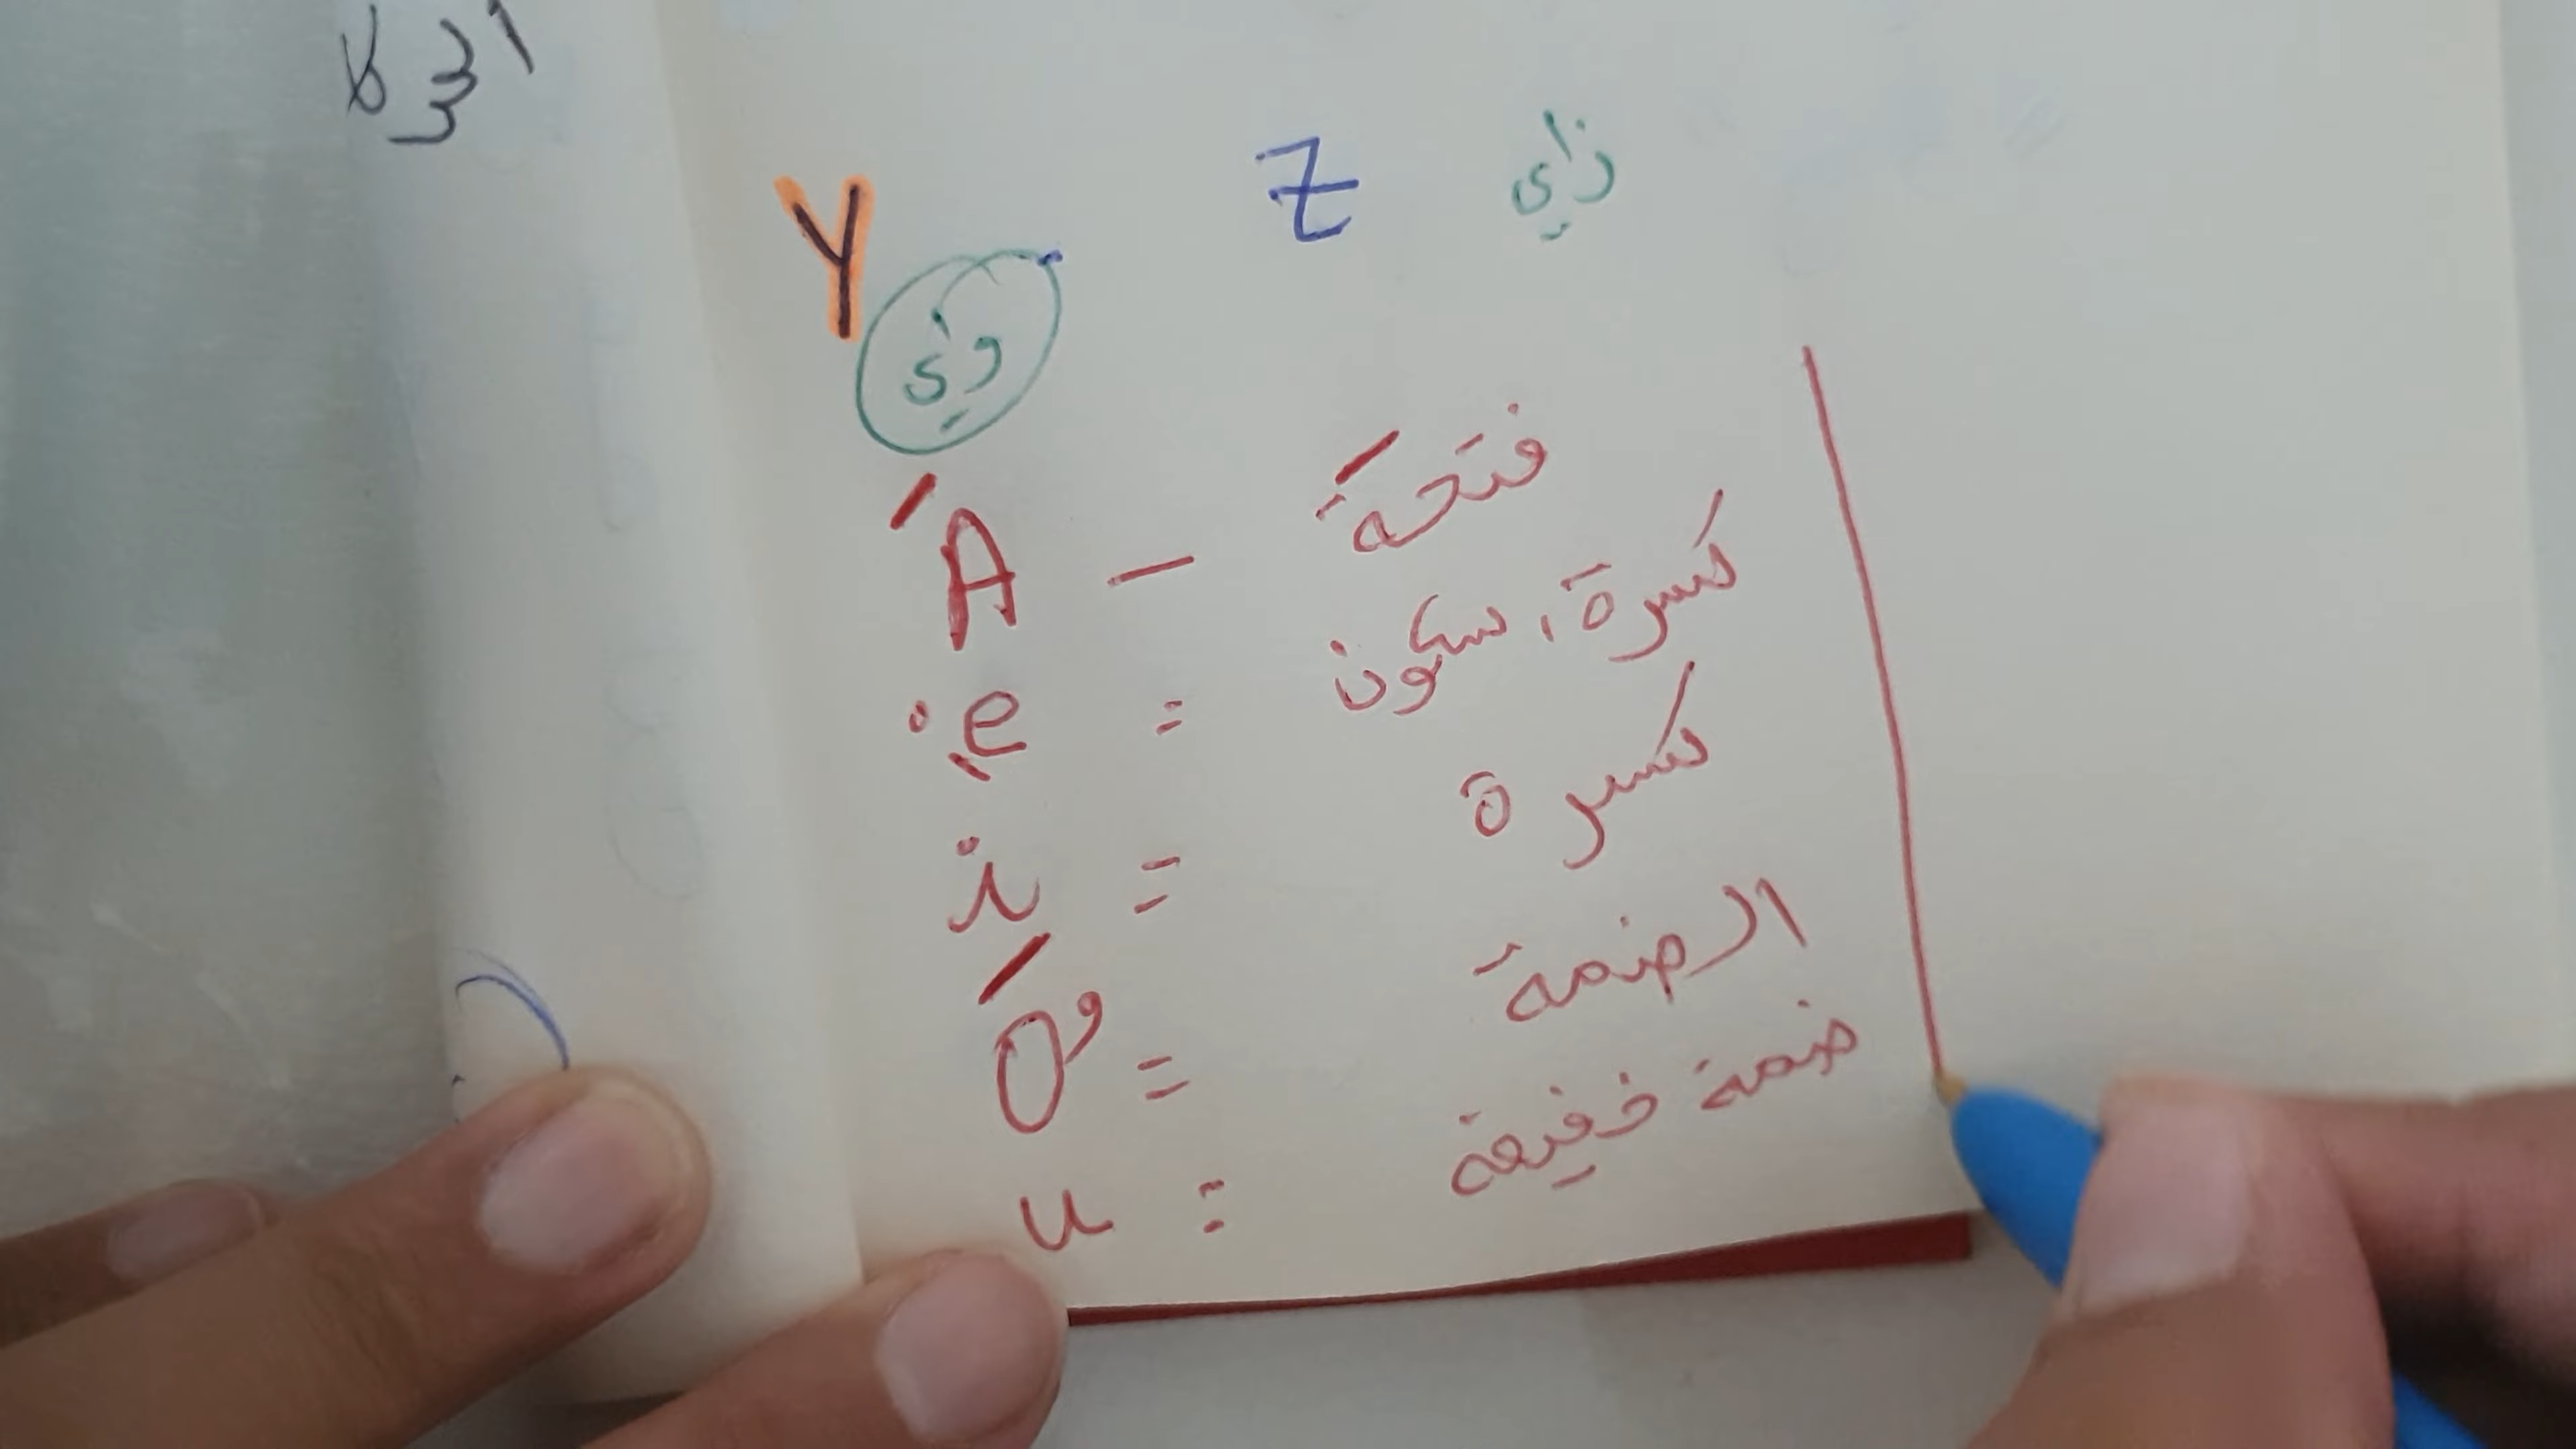 Y واي Z زاي
A — فتحة
e = كسرة، سكون
i = كسرة
O = الضمة
u = ضمة خفيفة